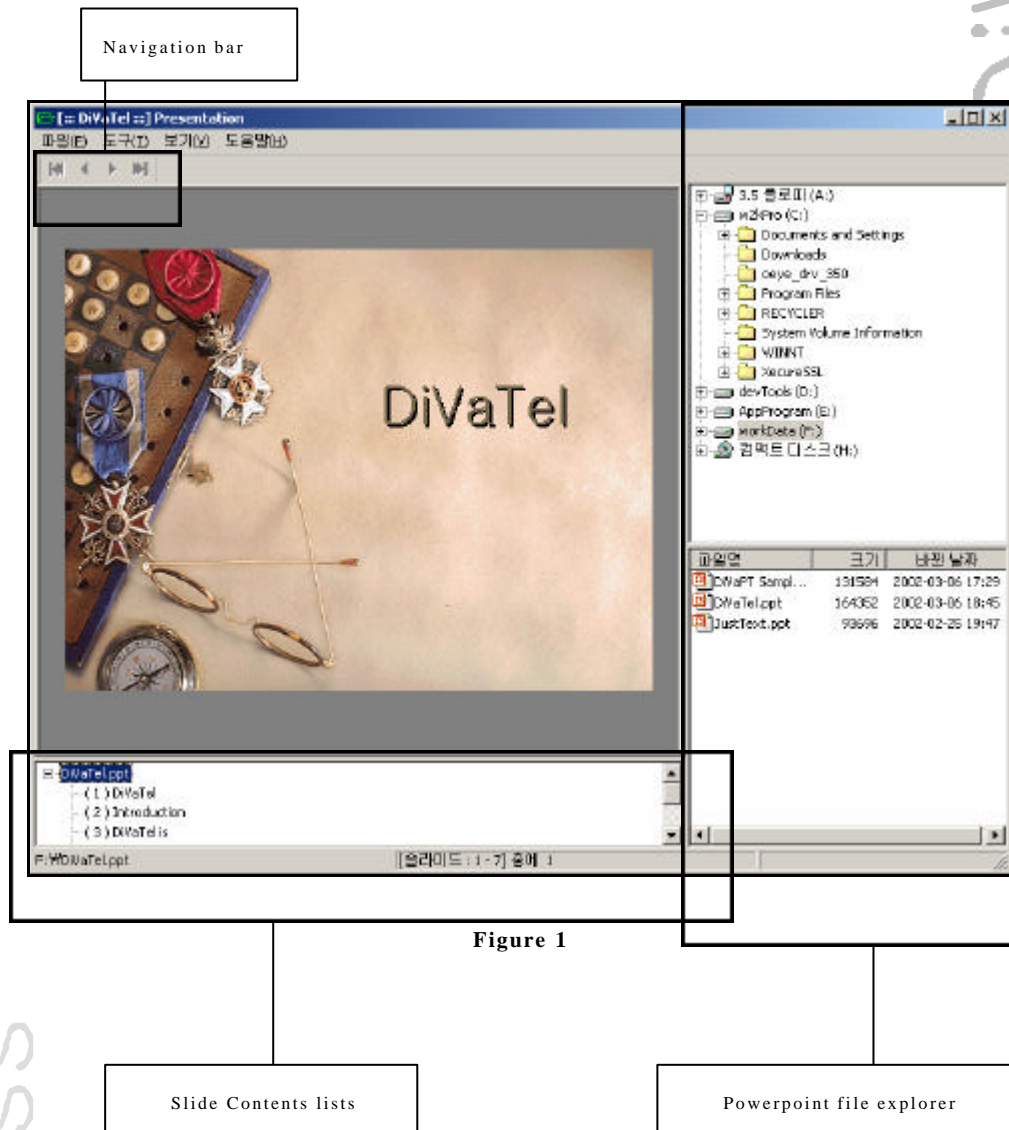 Navigation bar
[:: DiVaTel ::] Presentation
파일(F) 도구(T) 보기(V) 도움말(H)
3.5 플로피 (A:)
m2kPro (C:)
Documents and Settings
Downloads
oeye_drv_350
Program Files
RECYCLER
System Volume Information
WINNT
XecureSSL
devTools (D:)
AppProgram (E:)
workData (F:)
컴팩트 디스크 (H:)
DiVaTel
파일명 크기 바뀐 날짜
DiVaPT Sampl... 131584 2002-03-06 17:29
DiVaTel.ppt 164352 2002-03-06 18:45
JustText.ppt 93696 2002-02-25 19:47
DiVaTel.ppt
( 1 ) DiVaTel
( 2 ) Introduction
( 3 ) DiVaTel is
F:\DiVaTel.ppt [슬라이드 : 1 - 7] 중에 1
Figure 1
Slide Contents lists
Powerpoint file explorer